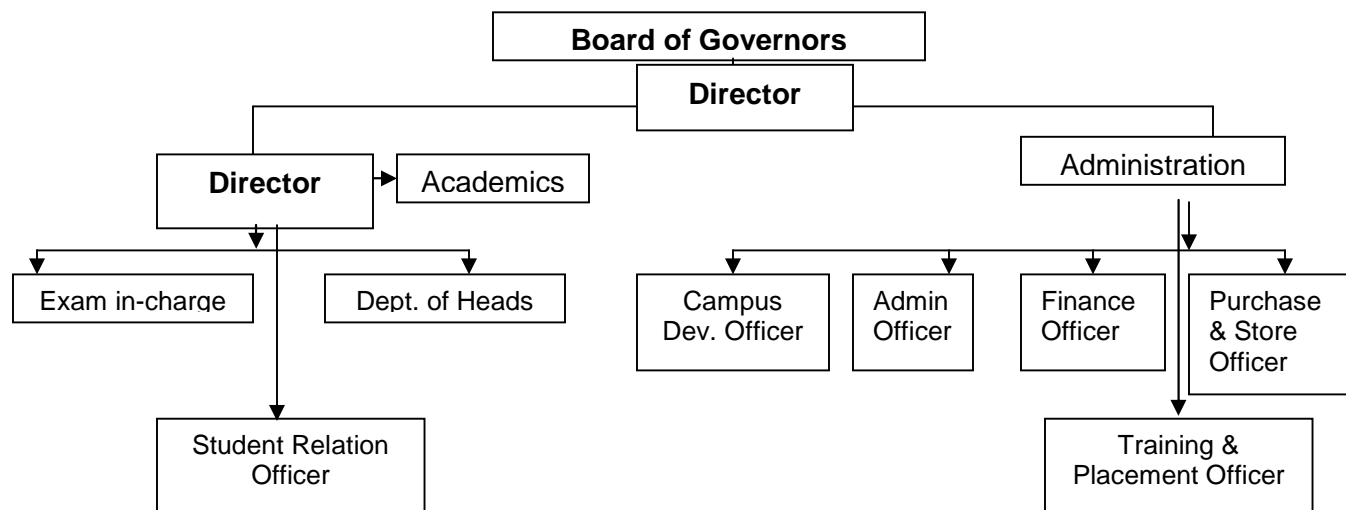 Board of Governors
Director
Director
Academics
Administration
Exam in-charge
Dept. of Heads
Campus
Dev. Officer
Admin
Officer
Finance
Officer
Purchase
& Store
Officer
Student Relation
Officer
Training &
Placement Officer